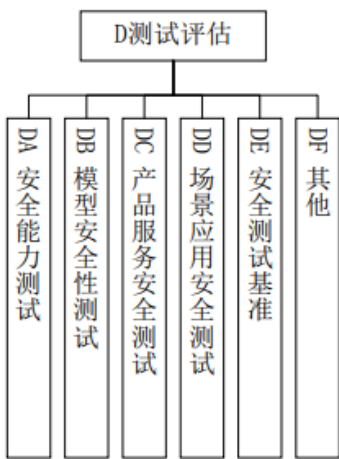 D测试评估
DA 安全能力测试
DB 模型安全性测试
DC 产品服务安全测试
DD 场景应用安全测试
DE 安全测试基准
DF 其他